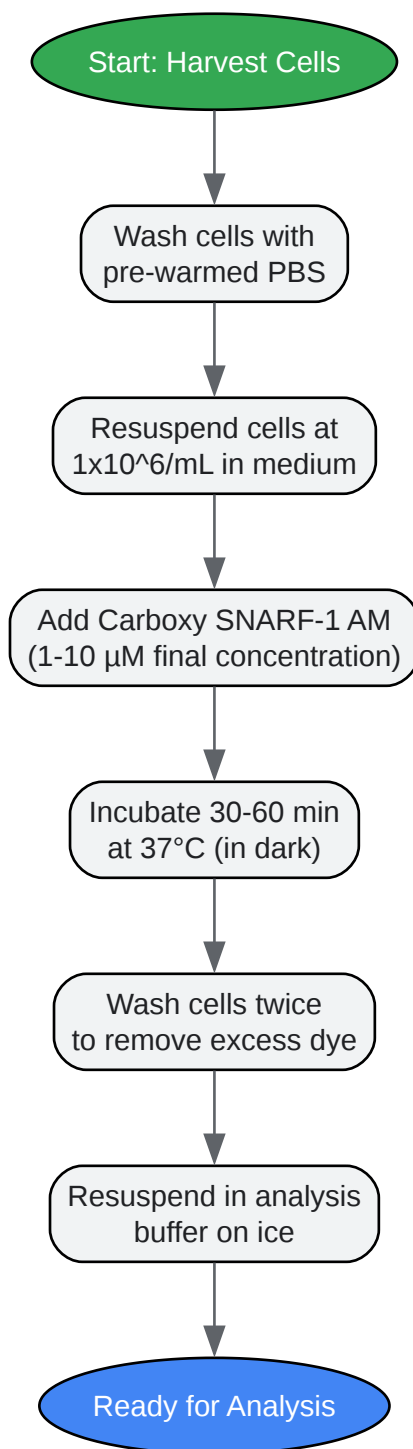 Start: Harvest Cells
Wash cells with
pre-warmed PBS
Resuspend cells at
1x10^6/mL in medium
Add Carboxy SNARF-1 AM
(1-10 µM final concentration)
Incubate 30-60 min
at 37°C (in dark)
Wash cells twice
to remove excess dye
Resuspend in analysis
buffer on ice
Ready for Analysis